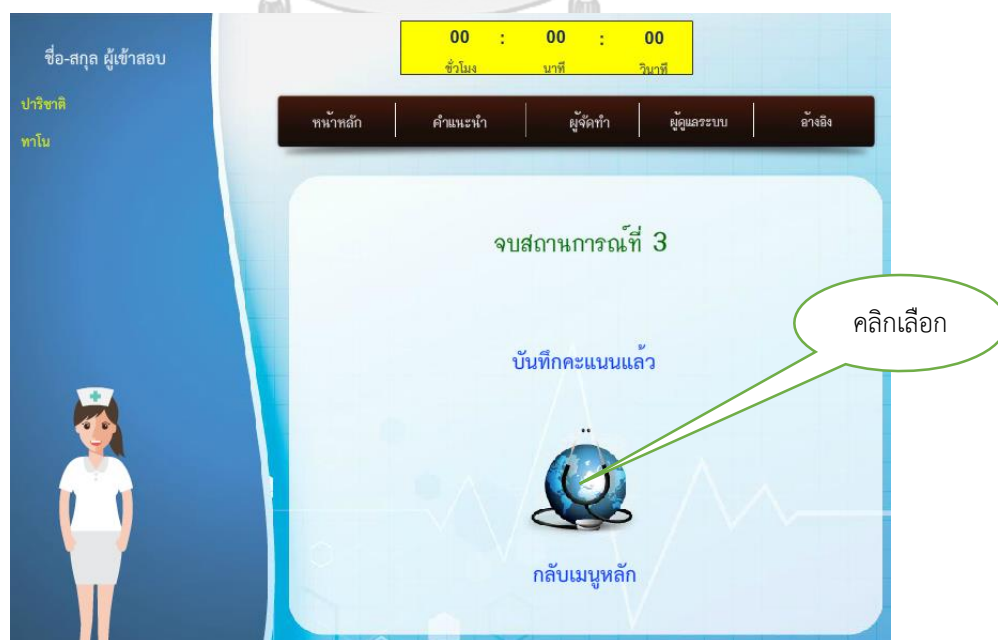 ชื่อ-สกุล ผู้เข้าสอบ
ปาริชาติ
ทาโน
00 : 00 : 00
ชั่วโมง นาที วินาที
หน้าหลัก คำแนะนำ ผู้จัดทำ ผู้ดูแลระบบ อ้างอิง
จบสถานการณ์ที่ 3
คลิกเลือก
บันทึกคะแนนแล้ว
กลับเมนูหลัก